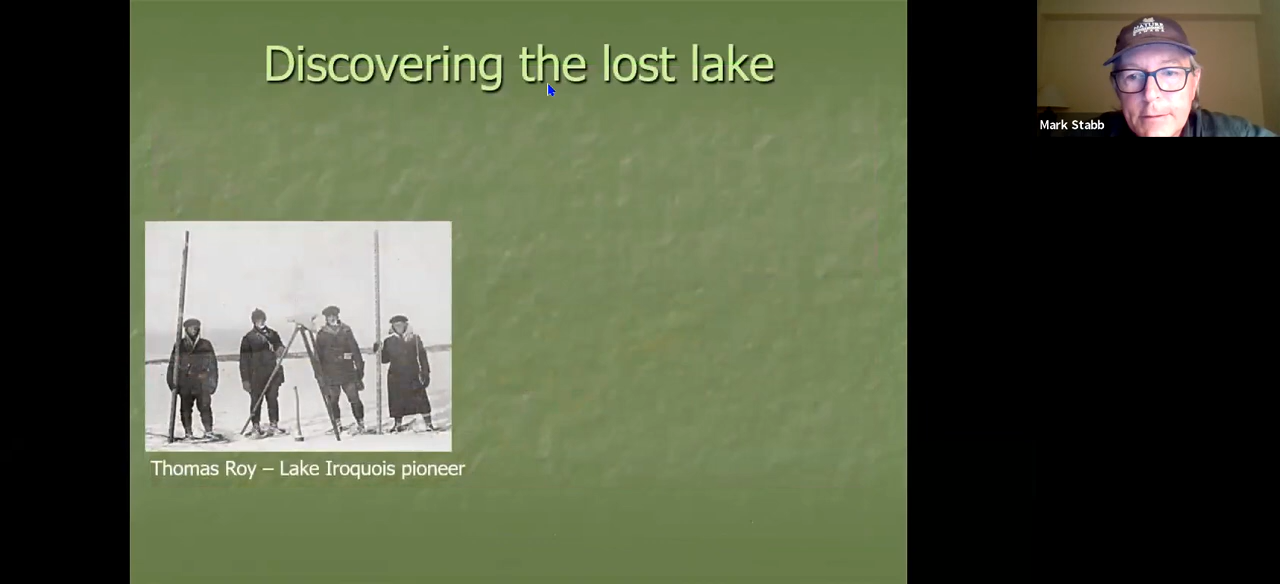 Discovering the lost lake
Mark Stabb
Thomas Roy – Lake Iroquois pioneer